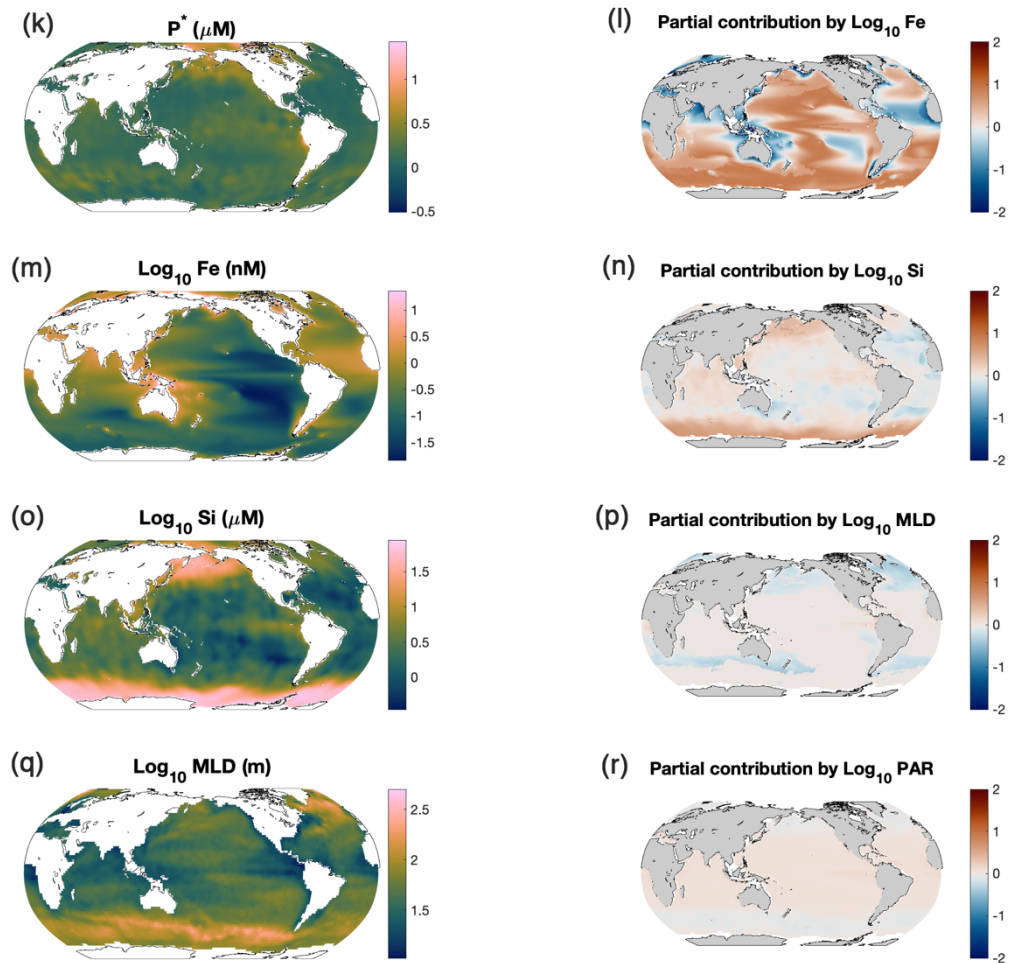 (k)
P* (μM)
1
0.5
0
-0.5
(l)
Partial contribution by Log10 Fe
2
1
0
-1
-2
(m)
Log10 Fe (nM)
1
0.5
0
-0.5
-1
-1.5
(n)
Partial contribution by Log10 Si
2
1
0
-1
-2
(o)
Log10 Si (μM)
1.5
1
0.5
0
(p)
Partial contribution by Log10 MLD
2
1
0
-1
-2
(q)
Log10 MLD (m)
2.5
2
1.5
(r)
Partial contribution by Log10 PAR
2
1
0
-1
-2